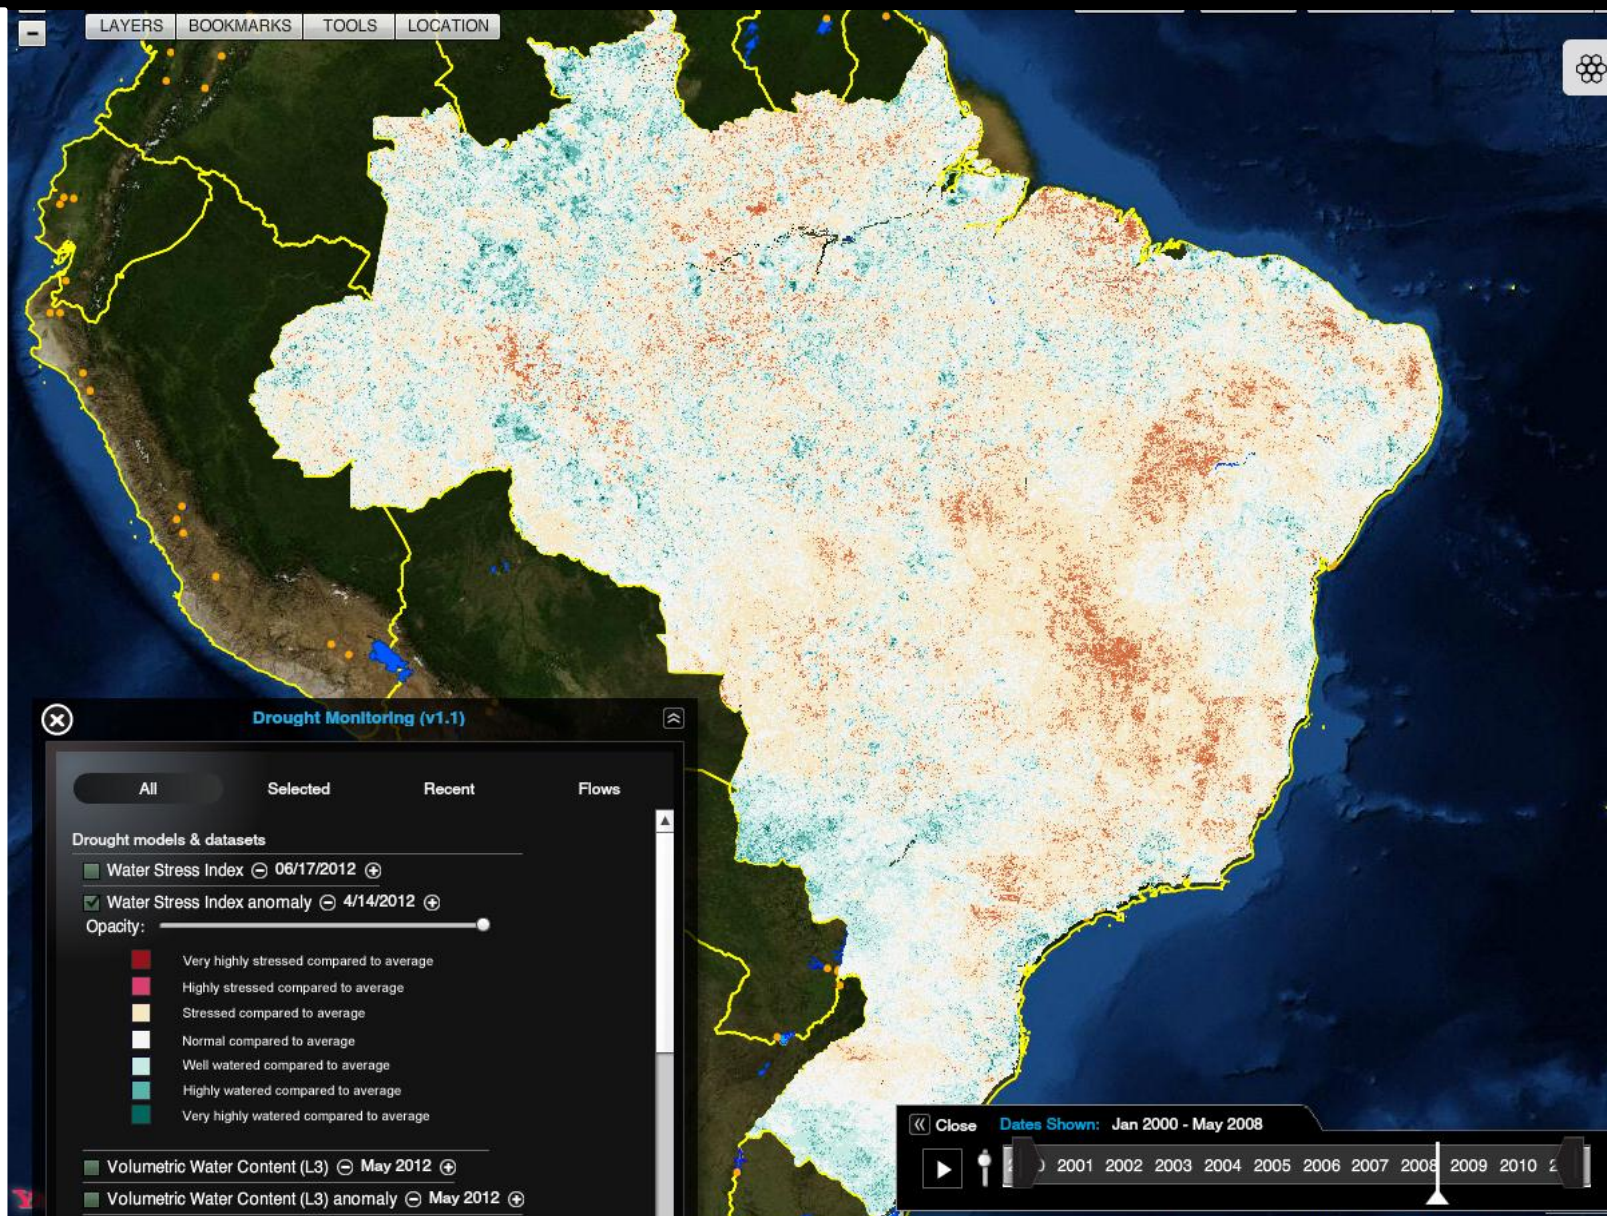 LAYERS BOOKMARKS TOOLS LOCATION
Drought Monitoring (v1.1)
All Selected Recent Flows
Drought models & datasets
Water Stress Index 06/17/2012
Water Stress Index anomaly 4/14/2012
Opacity:
Very highly stressed compared to average
Highly stressed compared to average
Stressed compared to average
Normal compared to average
Well watered compared to average
Highly watered compared to average
Very highly watered compared to average
Volumetric Water Content (L3) May 2012
Volumetric Water Content (L3) anomaly May 2012
Close Dates Shown: Jan 2000 - May 2008
2001 2002 2003 2004 2005 2006 2007 2008 2009 2010